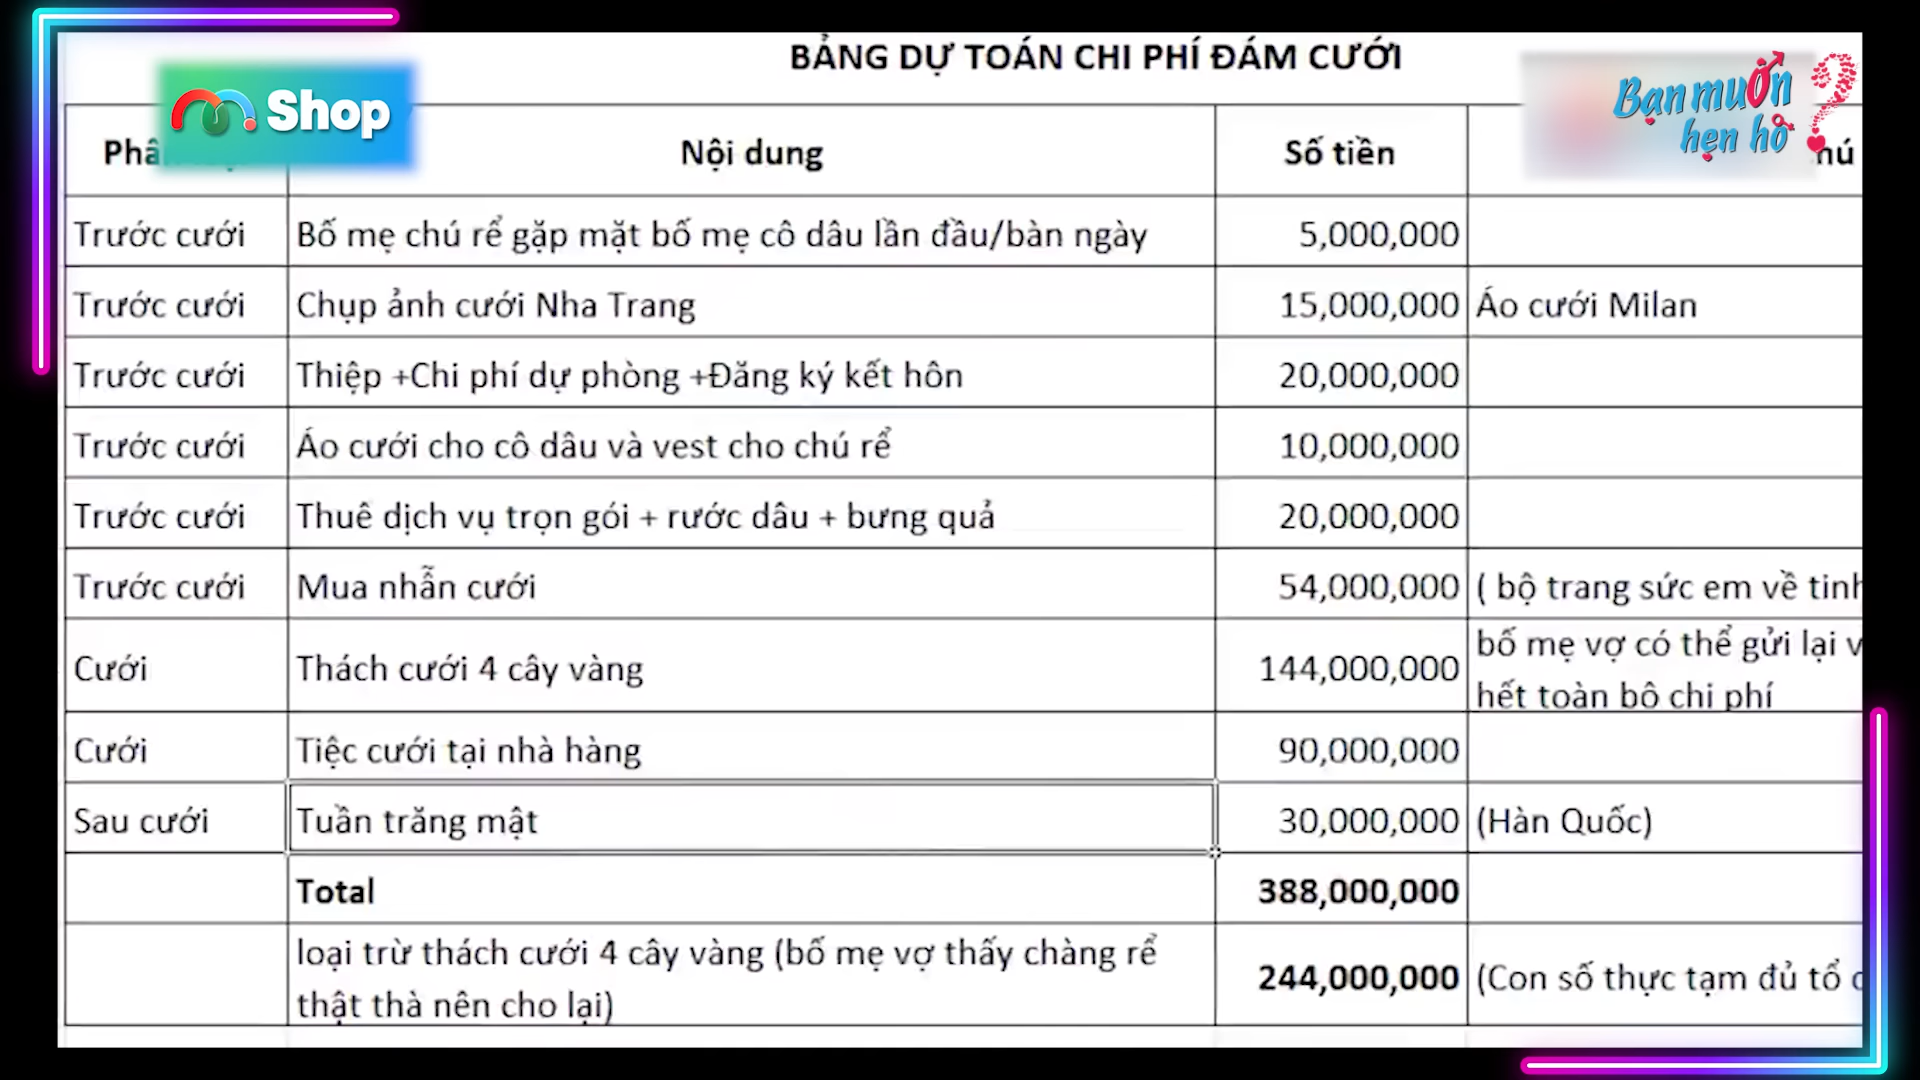 BẢNG DỰ TOÁN CHI PHÍ ĐÁM CƯỚI
Shop
Bạn muốn hẹn hò
Nội dung Số tiền
Trước cưới Bố mẹ chú rể gặp mặt bố mẹ cô dâu lần đầu/bàn ngày 5,000,000
Trước cưới Chụp ảnh cưới Nha Trang 15,000,000 Áo cưới Milan
Trước cưới Thiệp +Chi phí dự phòng +Đăng ký kết hôn 20,000,000
Trước cưới Áo cưới cho cô dâu và vest cho chú rể 10,000,000
Trước cưới Thuê dịch vụ trọn gói + rước dâu + bưng quả 20,000,000
Trước cưới Mua nhẫn cưới 54,000,000 ( bộ trang sức em về tinh
Cưới Thách cưới 4 cây vàng 144,000,000 bố mẹ vợ có thể gửi lại
hết toàn bô chi phí
Cưới Tiệc cưới tại nhà hàng 90,000,000
Sau cưới Tuần trăng mật 30,000,000 (Hàn Quốc)
Total 388,000,000
loại trừ thách cưới 4 cây vàng (bố mẹ vợ thấy chàng rể
thật thà nên cho lại) 244,000,000 (Con số thực tạm đủ tổ